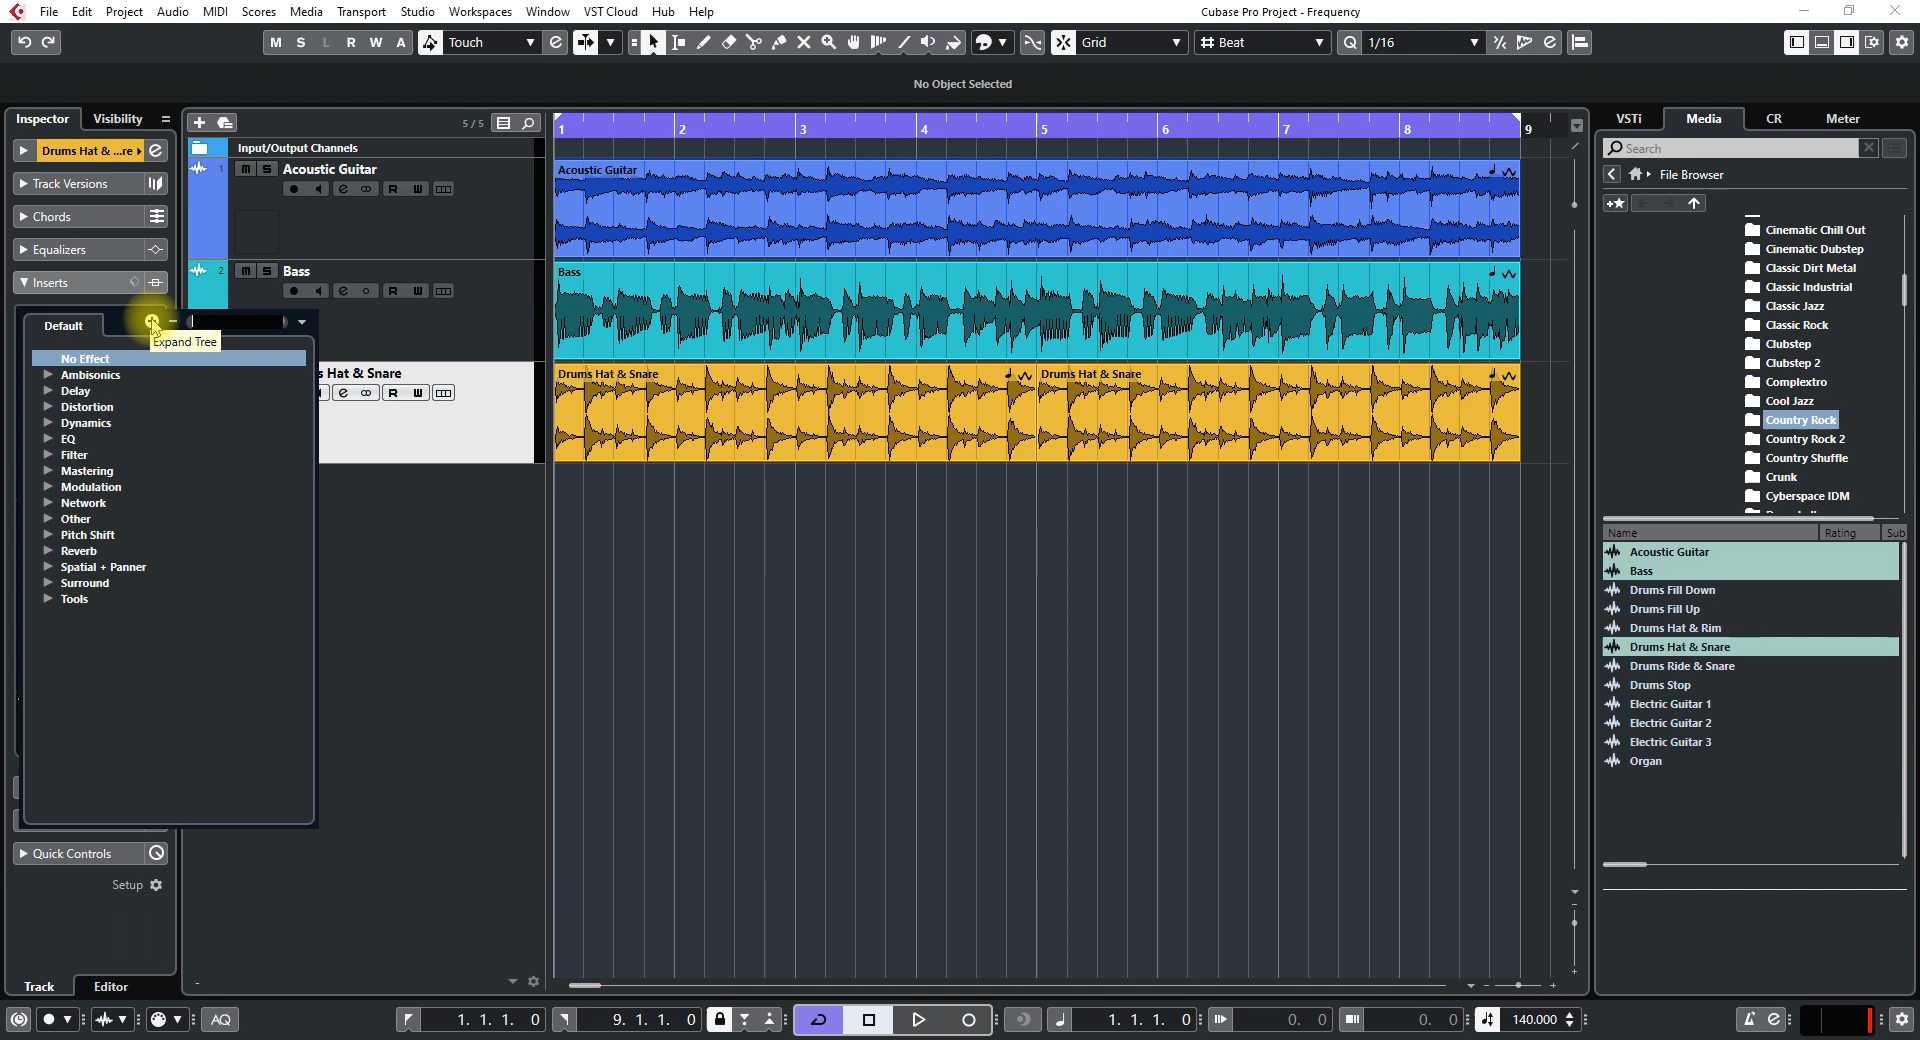 File Edit Project Audio MIDI Scores Media Transport Studio Workspaces Window VST Cloud Hub Help
Cubase Pro Project - Frequency
M S L R W A Touch Grid Beat Q 1/16
No Object Selected
Inspector Visibility
Drums Hat & ...re
Track Versions
Chords
Equalizers
Inserts
Default
Expand Tree
No Effect
Ambisonics
Delay
Distortion
Dynamics
EQ
Filter
Mastering
Modulation
Network
Other
Pitch Shift
Reverb
Spatial + Panner
Surround
Tools
Quick Controls
Setup
Track Editor
5 / 5
Input/Output Channels
1 m S Acoustic Guitar
R W
2 m S Bass
R W
s Hat & Snare
R W
1 2 3 4 5 6 7 8 9
Acoustic Guitar
Bass
Drums Hat & Snare Drums Hat & Snare
VSTi Media CR Meter
Search
File Browser
Cinematic Chill Out
Cinematic Dubstep
Classic Dirt Metal
Classic Industrial
Classic Jazz
Classic Rock
Clubstep
Clubstep 2
Complextro
Cool Jazz
Country Rock
Country Rock 2
Country Shuffle
Crunk
Cyberspace IDM
Name Rating Sub
Acoustic Guitar
Bass
Drums Fill Down
Drums Fill Up
Drums Hat & Rim
Drums Hat & Snare
Drums Ride & Snare
Drums Stop
Electric Guitar 1
Electric Guitar 2
Electric Guitar 3
Organ
AQ 1. 1. 1. 0 9. 1. 1. 0 1. 1. 1. 0 0. 0 0. 0 140.000